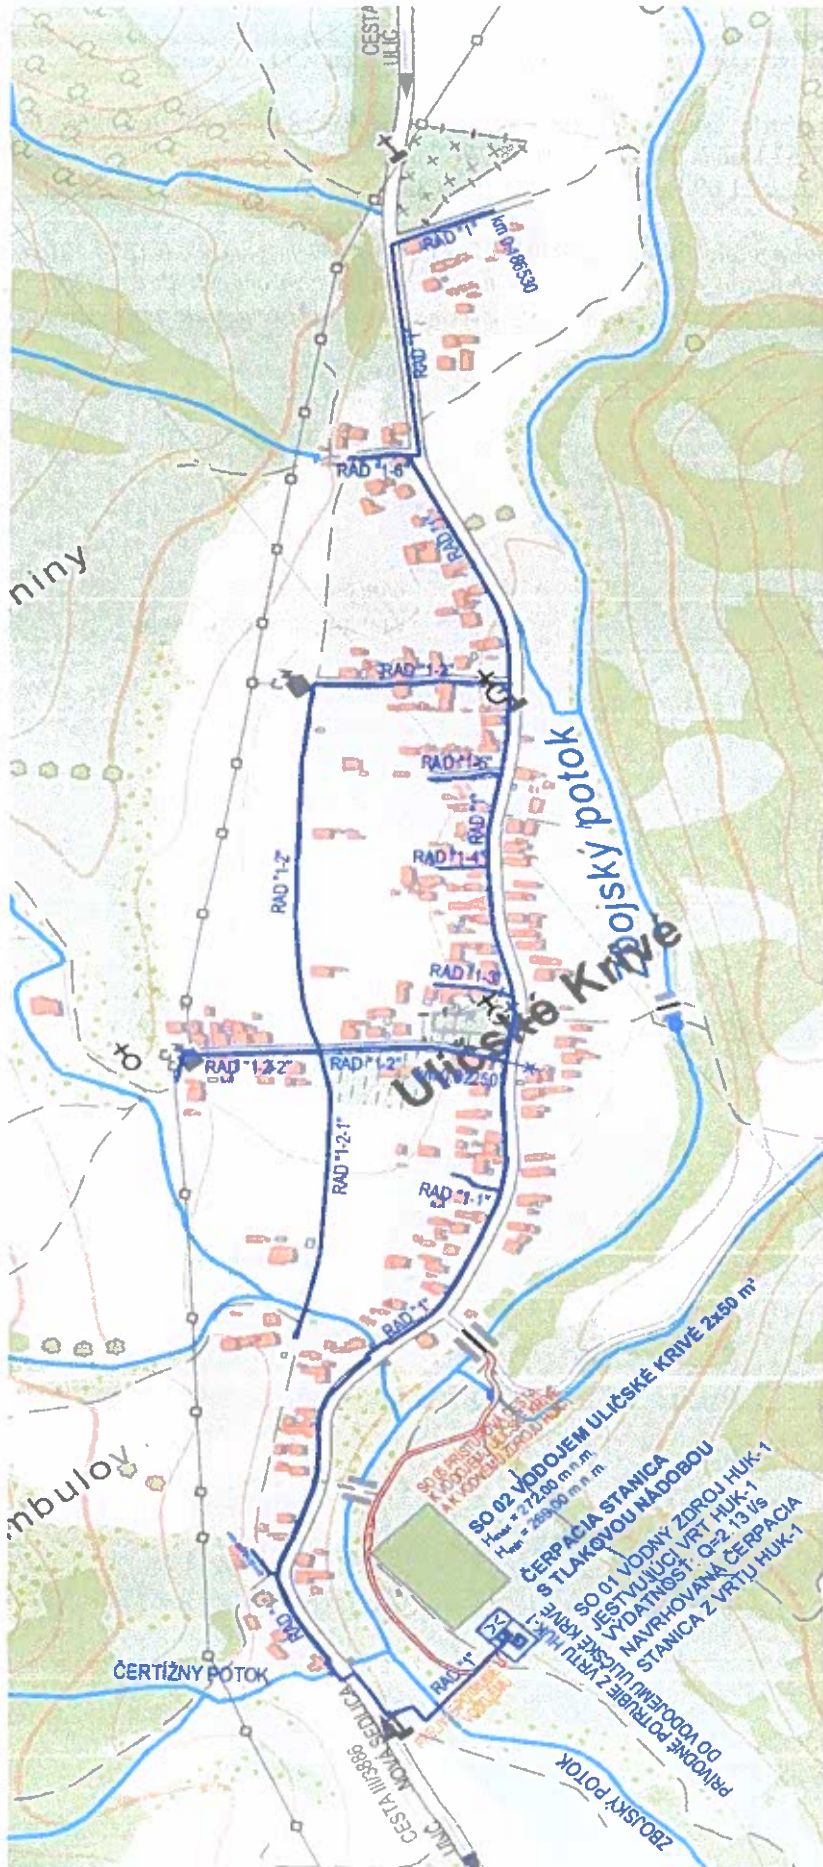 CESTA
ULIČ
RAD "1"
km 0,186530
RAD "1"
RAD "1-6"
RAD "1"
niny
RAD "1-2"
RAD "1-5"
RAD "1"
Zbojský potok
RAD "1-4"
RAD "1-2"
RAD "1-3"
Uličské Krivé
RAD "1-2-2"
RAD "1-2"
RAD "1-2-1"
RAD "1-1"
RAD "1"
SO 02 VODOJEM ULIČSKÉ KRIVÉ 2x50 m³
Hmax = 272,00 m n.m.
Hmin = 269,00 m n.m.
ČERPACIA STANICA
S TLAKOVOU NÁDOBOU
SO 01 VODNÝ ZDROJ HUK-1
JESTVUJÚCI VRT HUK-1
VÝDATNOSŤ Q=2,13 l/s
NAVRHOVANÁ ČERPACIA
STANICA Z VRTU HUK-1
PRÍVODNÉ POTRUBIE Z VRTU HUK-1
DO VODOJEMU ULIČSKÉ KRIVÉ
mbulov
RAD "1"
ČERTÍŽNY POTOK
RAD "1"
CESTA III/3886
NOVÁ SEDLICA
ZBOJSKÝ POTOK